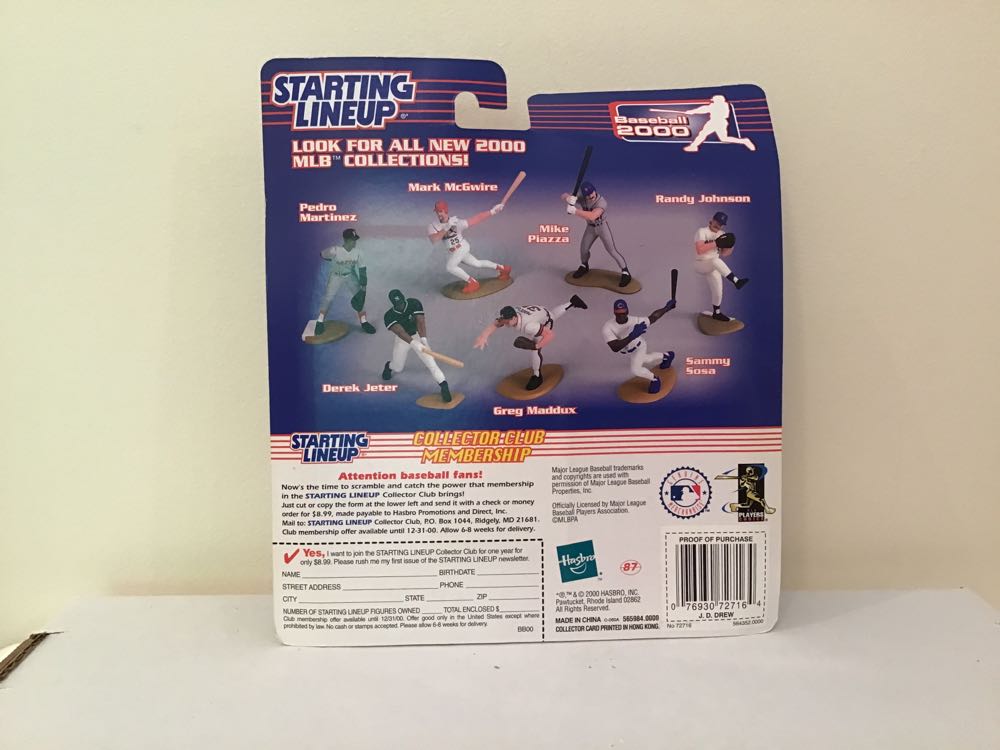 STARTING
LINEUP®
Baseball
2000
LOOK FOR ALL NEW 2000
MLB™ COLLECTIONS!
Mark McGwire
Pedro
Martinez
Mike
Piazza
Randy Johnson
25
Derek Jeter
Greg Maddux
Sammy
Sosa
STARTING
LINEUP
COLLECTOR CLUB
MEMBERSHIP
Attention baseball fans!
Now's the time to scramble and catch the power that membership
in the STARTING LINEUP Collector Club brings!
Just cut or copy the form at the lower left and send it with a check or money
order for $8.99, made payable to Hasbro Promotions and Direct, Inc.
Mail to: STARTING LINEUP Collector Club, P.O. Box 1044, Ridgely, MD 21681.
Club membership offer available until 12-31-00. Allow 6-8 weeks for delivery.
Major League Baseball trademarks
and copyrights are used with
permission of Major League Baseball
Properties, Inc.
Officially Licensed by Major League
Baseball Players Association.
©MLBPA
GENUINE
MERCHANDISE
PLAYERS
CHOICE
Yes, I want to join the STARTING LINEUP Collector Club for one year for
only $8.99. Please rush me my first issue of the STARTING LINEUP newsletter.
NAME BIRTHDATE
STREET ADDRESS PHONE
CITY STATE ZIP
NUMBER OF STARTING LINEUP FIGURES OWNED TOTAL ENCLOSED $
Club membership offer available until 12/31/00. Offer good only in the United States except where
prohibited by law. No cash or stamps accepted. Please allow 6-8 weeks for delivery.
BB00
Hasbro
™
87
*®,™ & © 2000 HASBRO, INC.
Pawtucket, Rhode Island 02862
All Rights Reserved.
MADE IN CHINA C-060A 565984.0000
COLLECTOR CARD PRINTED IN HONG KONG.
PROOF OF PURCHASE
0 76930 72716 4
J. D. DREW
No 72716
564352.0000